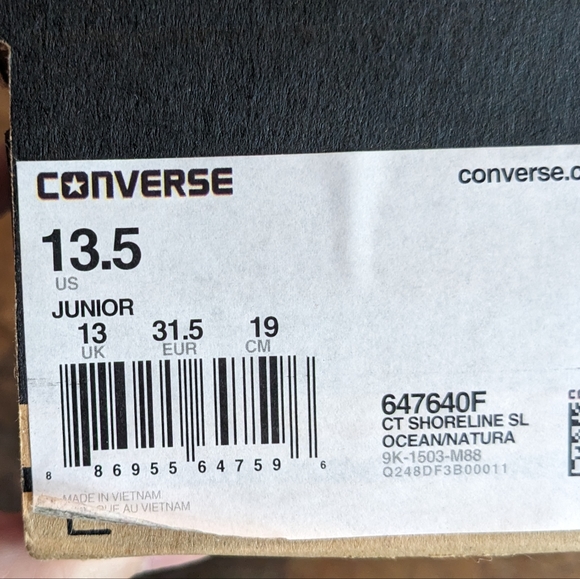 CONVERSE
converse.c
13.5
US
JUNIOR
13 31.5 19
UK EUR CM
647640F
CT SHORELINE SL
OCEAN/NATURA
9K-1503-M88
Q248DF3B00011
8 86955 64759 6
MADE IN VIETNAM
AU VIETNAM